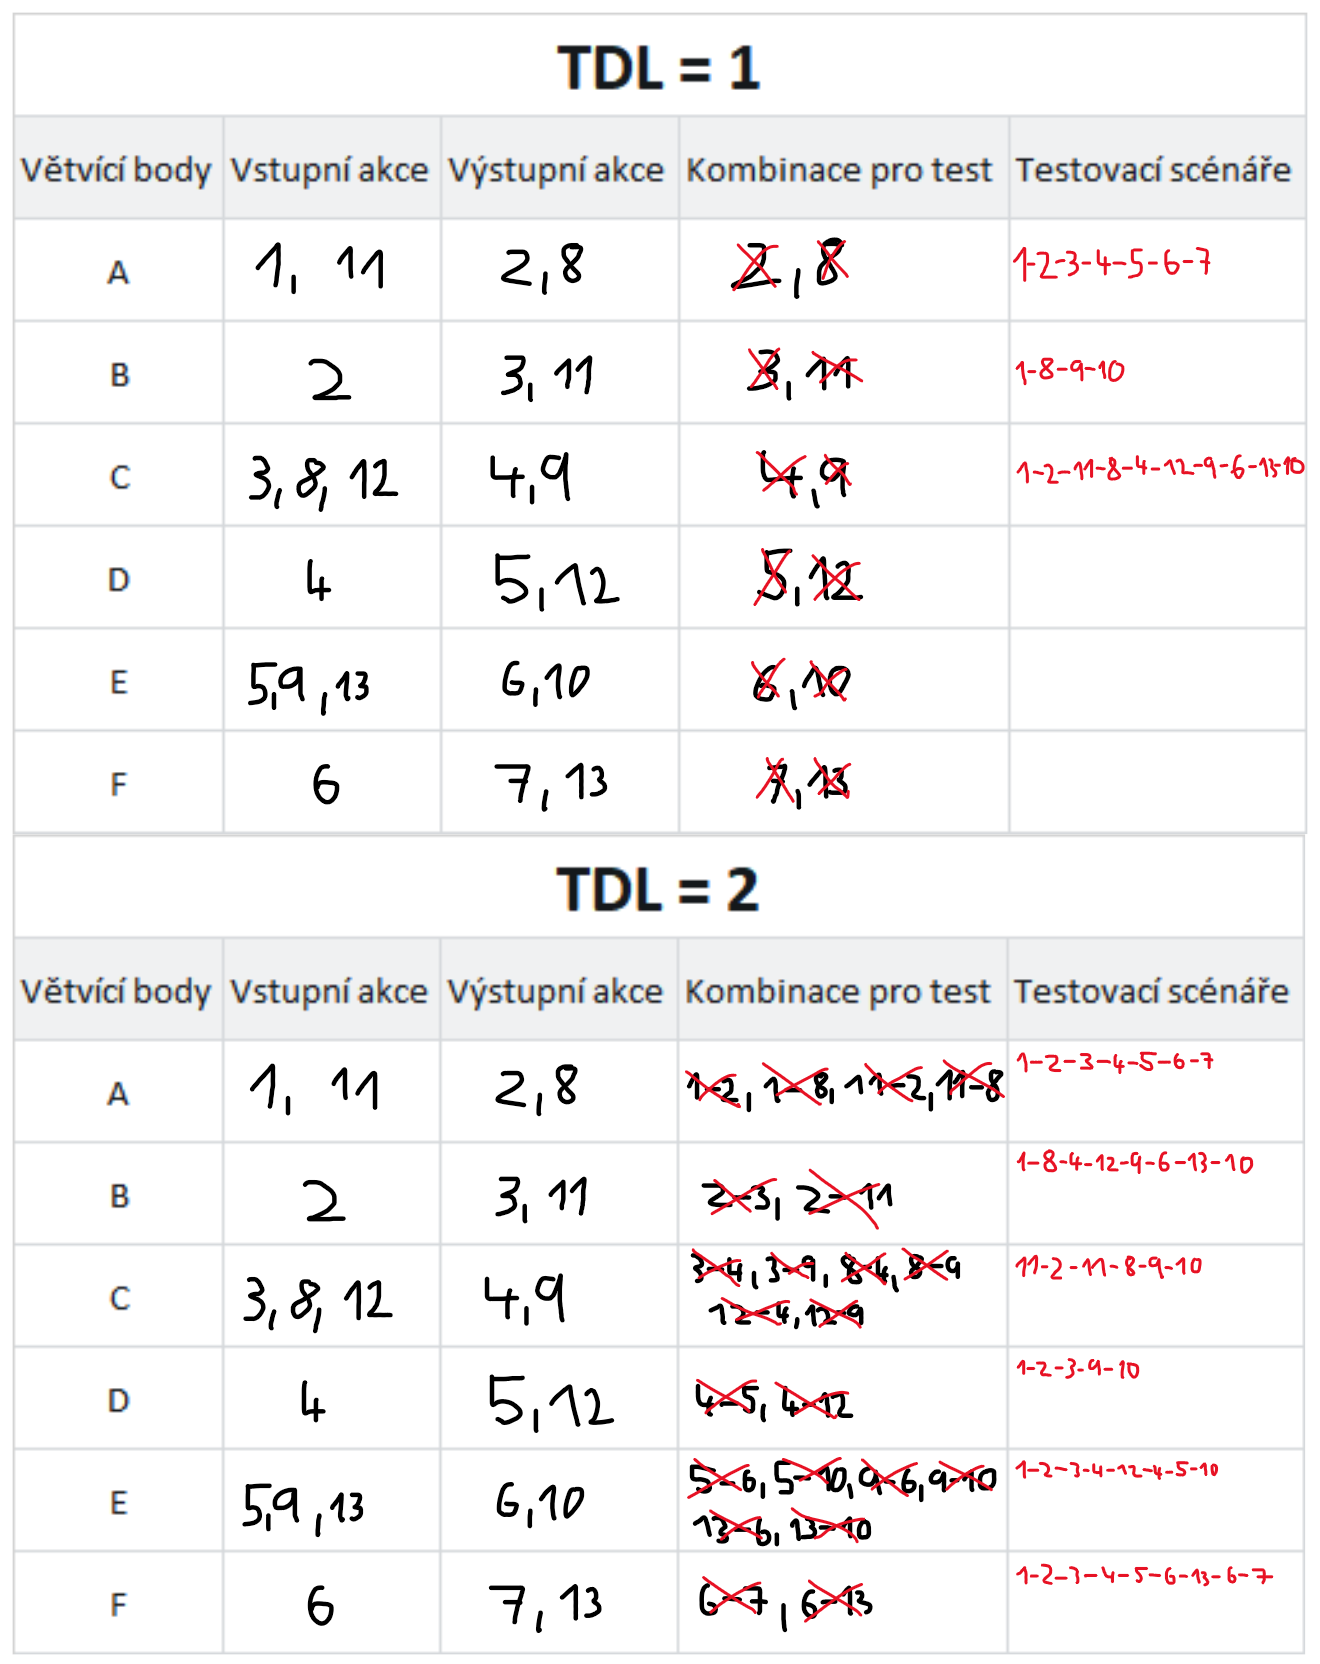 TDL = 1
Větvící body Vstupní akce Výstupní akce Kombinace pro test Testovací scénáře
A 1, 11 2,8 2,8 1-2-3-4-5-6-7
B 2 3, 11 3, 11 1-8-9-10
C 3, 8, 12 4,9 4,9 1-2-11-8-4-12-9-6-13-10
D 4 5,12 5,12
E 5,9,13 6,10 6,10
F 6 7,13 7,13
TDL = 2
Větvící body Vstupní akce Výstupní akce Kombinace pro test Testovací scénáře
A 1, 11 2,8 1-2, 1-8, 11-2, 11-8 1-2-3-4-5-6-7
B 2 3, 11 2-3, 2-11 1-8-4-12-9-6-13-10
C 3, 8, 12 4,9 3-4, 3-9, 8-4, 8-9 11-2-11-8-9-10
12-4, 12-9
D 4 5,12 4-5, 4-12 1-2-3-9-10
E 5,9,13 6,10 5-6, 5-10, 9-6, 9-10 1-2-3-4-12-4-5-10
13-6, 13-10
F 6 7,13 6-7, 6-13 1-2-3-4-5-6-13-6-7